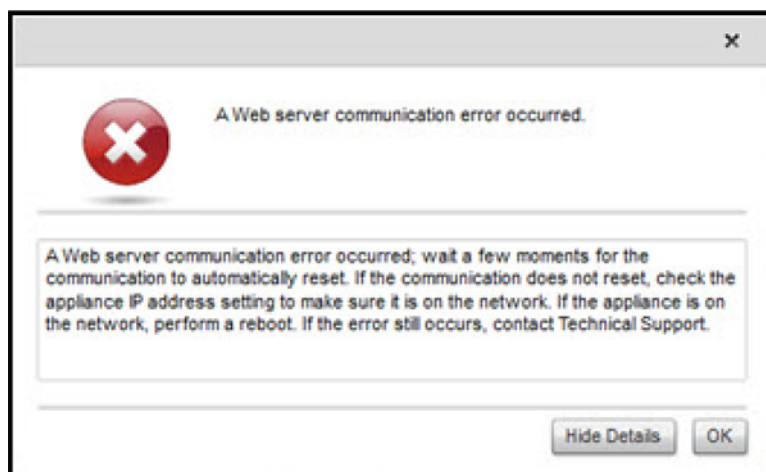 A Web server communication error occurred.
A Web server communication error occurred; wait a few moments for the
communication to automatically reset. If the communication does not reset, check the
appliance IP address setting to make sure it is on the network. If the appliance is on
the network, perform a reboot. If the error still occurs, contact Technical Support.
Hide Details OK